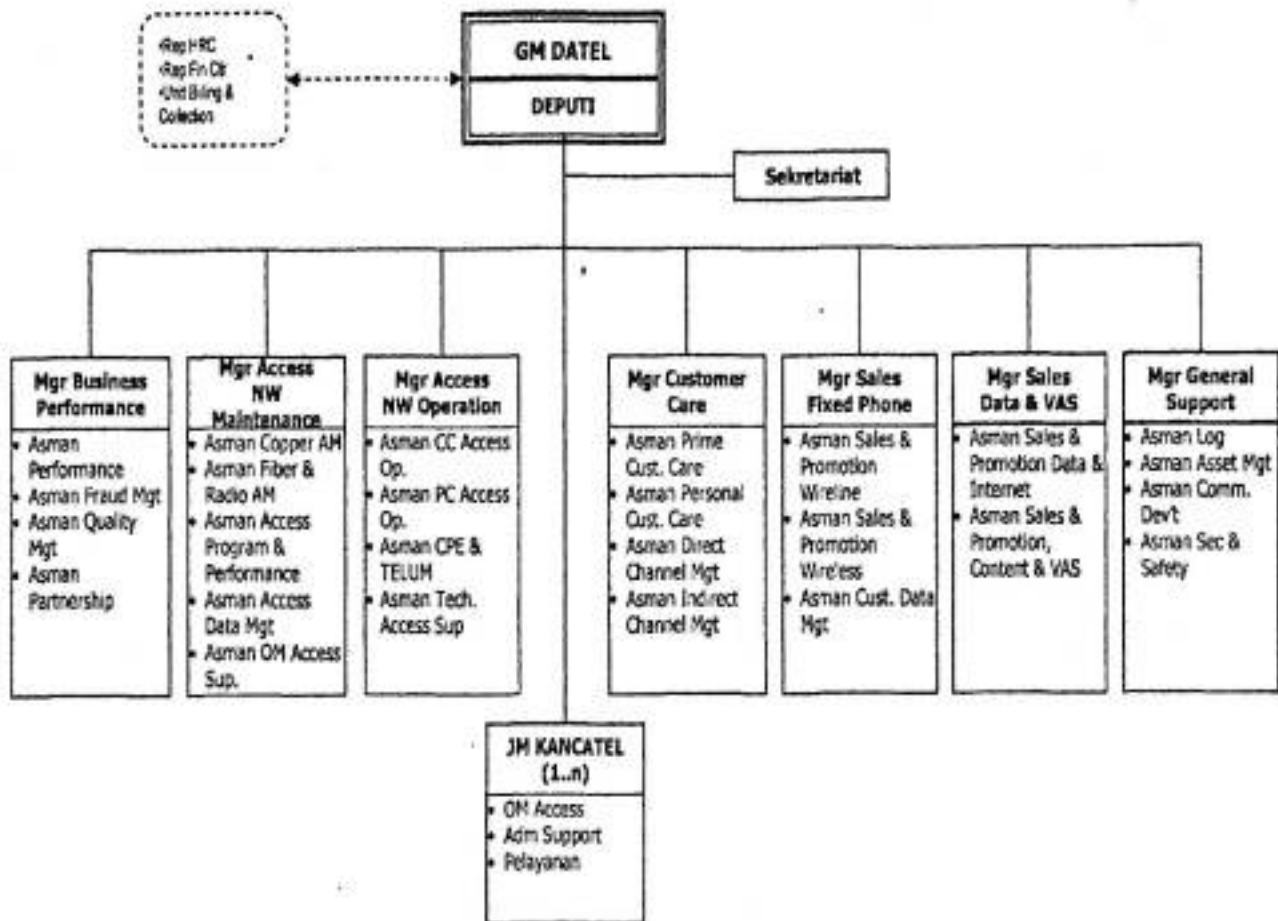 •Rep HRC
•Rep Fin Ctr
•Unit Biling &
Colection
GM DATEL
DEPUTI
Sekretariat
Mgr Business
Performance
• Asman
Performance
• Asman Fraud Mgt
• Asman Quality
Mgt
• Asman
Partnership
Mgr Access
NW
Maintenance
• Asman Copper AM
• Asman Fiber &
Radio AM
• Asman Access
Program &
Performance
• Asman Access
Data Mgt
• Asman OM Access
Sup.
Mgr Access
NW Operation
• Asman CC Access
Op.
• Asman PC Access
Op.
• Asman CPE &
TELUM
• Asman Tech.
Access Sup
Mgr Customer
Care
• Asman Prime
Cust. Care
• Asman Personal
Cust. Care
• Asman Direct
Channel Mgt
• Asman Indirect
Channel Mgt
Mgr Sales
Fixed Phone
• Asman Sales &
Promotion
Wireline
• Asman Sales &
Promotion
Wireless
• Asman Cust. Data
Mgt
Mgr Sales
Data & VAS
• Asman Sales &
Promotion Data &
Internet
• Asman Sales &
Promotion,
Content & VAS
Mgr General
Support
• Asman Log
• Asman Asset Mgt
• Asman Comm.
Dev't
• Asman Sec &
Safety
JM KANCATEL
(1..n)
• OM Access
• Adm Support
• Pelayanan